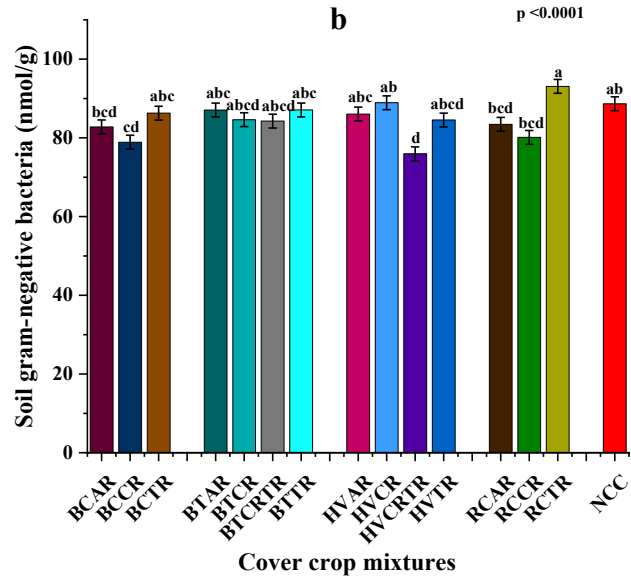 b
p <0.0001
Soil gram-negative bacteria (nmol/g)
100
80
60
40
20
0
bcd
cd
abc
abc
abcd
abcd
abc
abc
ab
d
abcd
bcd
bcd
a
ab
BCAR
BCCR
BCTR
BTAR
BTCR
BTCRTR
BTTR
HVAR
HVCR
HVCRTR
HVTR
RCAR
RCCR
RCTR
NCC
Cover crop mixtures